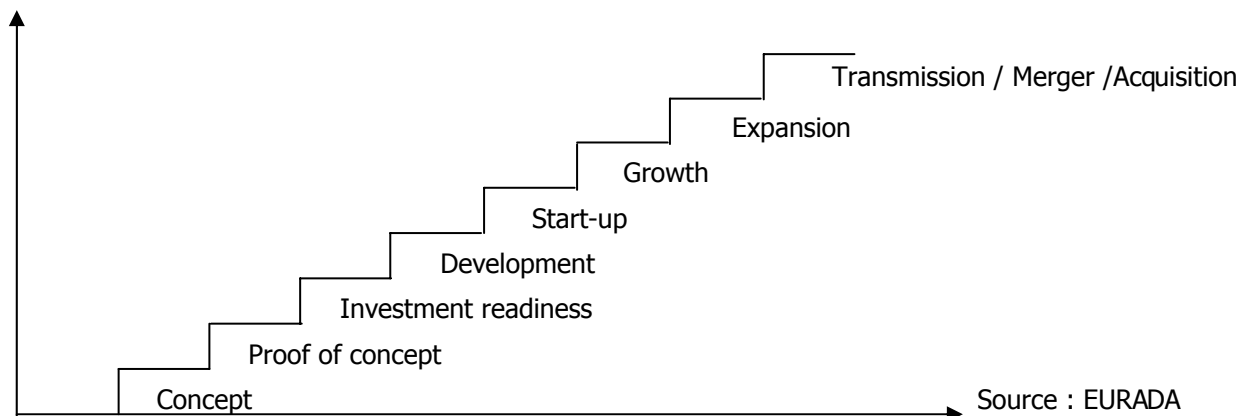 Transmission / Merger /Acquisition
Expansion
Growth
Start-up
Development
Investment readiness
Proof of concept
Concept
Source : EURADA